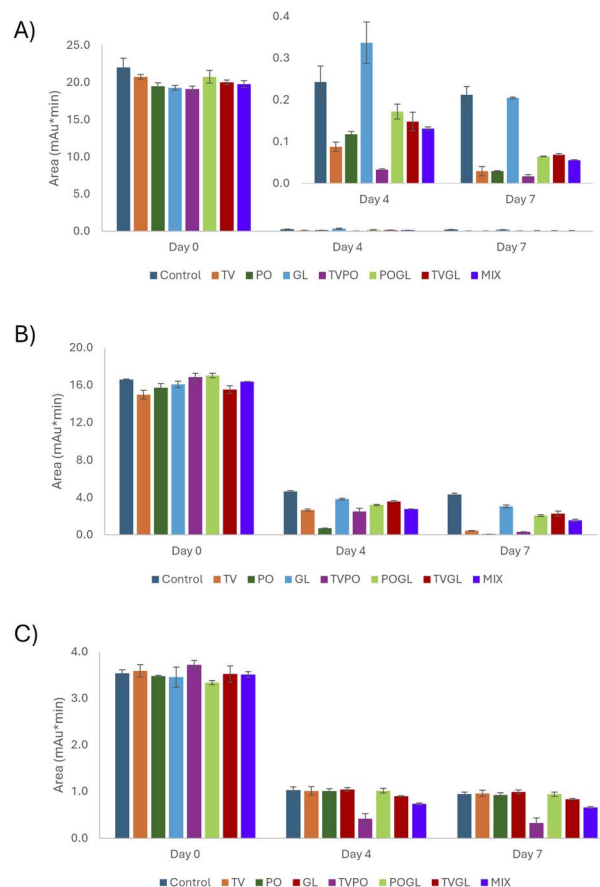 A)
Area (mAu*min)
25.0
20.0
15.0
10.0
5.0
0.0
0.4
0.3
0.2
0.1
0.0
Day 4 Day 7
Day 0 Day 4 Day 7
Control TV PO GL TVPO POGL TVGL MIX
B)
Area (mAu*min)
20.0
16.0
12.0
8.0
4.0
0.0
Day 0 Day 4 Day 7
Control TV PO GL TVPO POGL TVGL MIX
C)
Area (mAu*min)
4.0
3.0
2.0
1.0
0.0
Day 0 Day 4 Day 7
Control TV PO GL TVPO POGL TVGL MIX